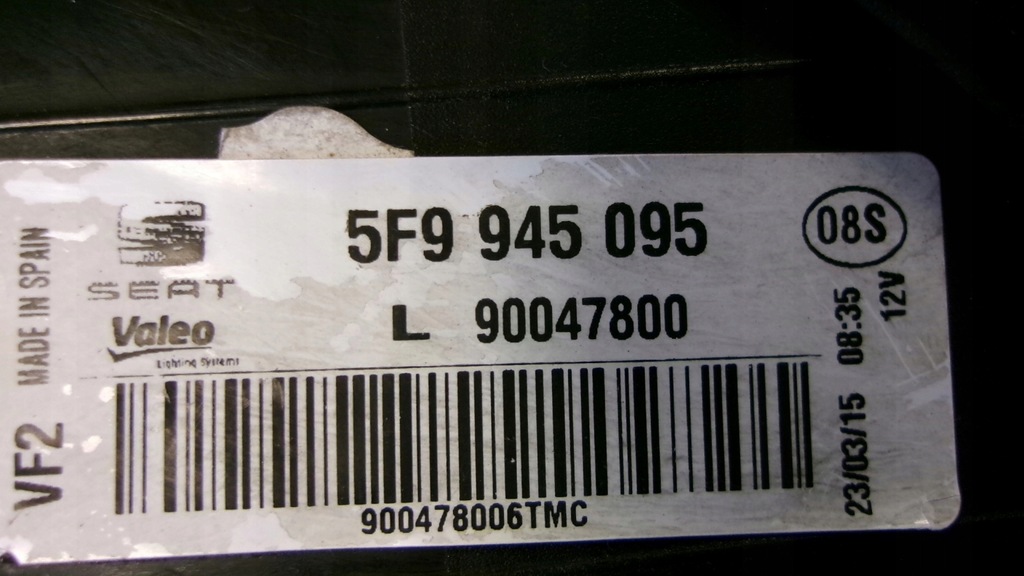 5F9 945 095
08S
SEAT
Valeo
Lighting Systems
L 90047800
900478006TMC
MADE IN SPAIN
VF2
12V
23/03/15 08:35